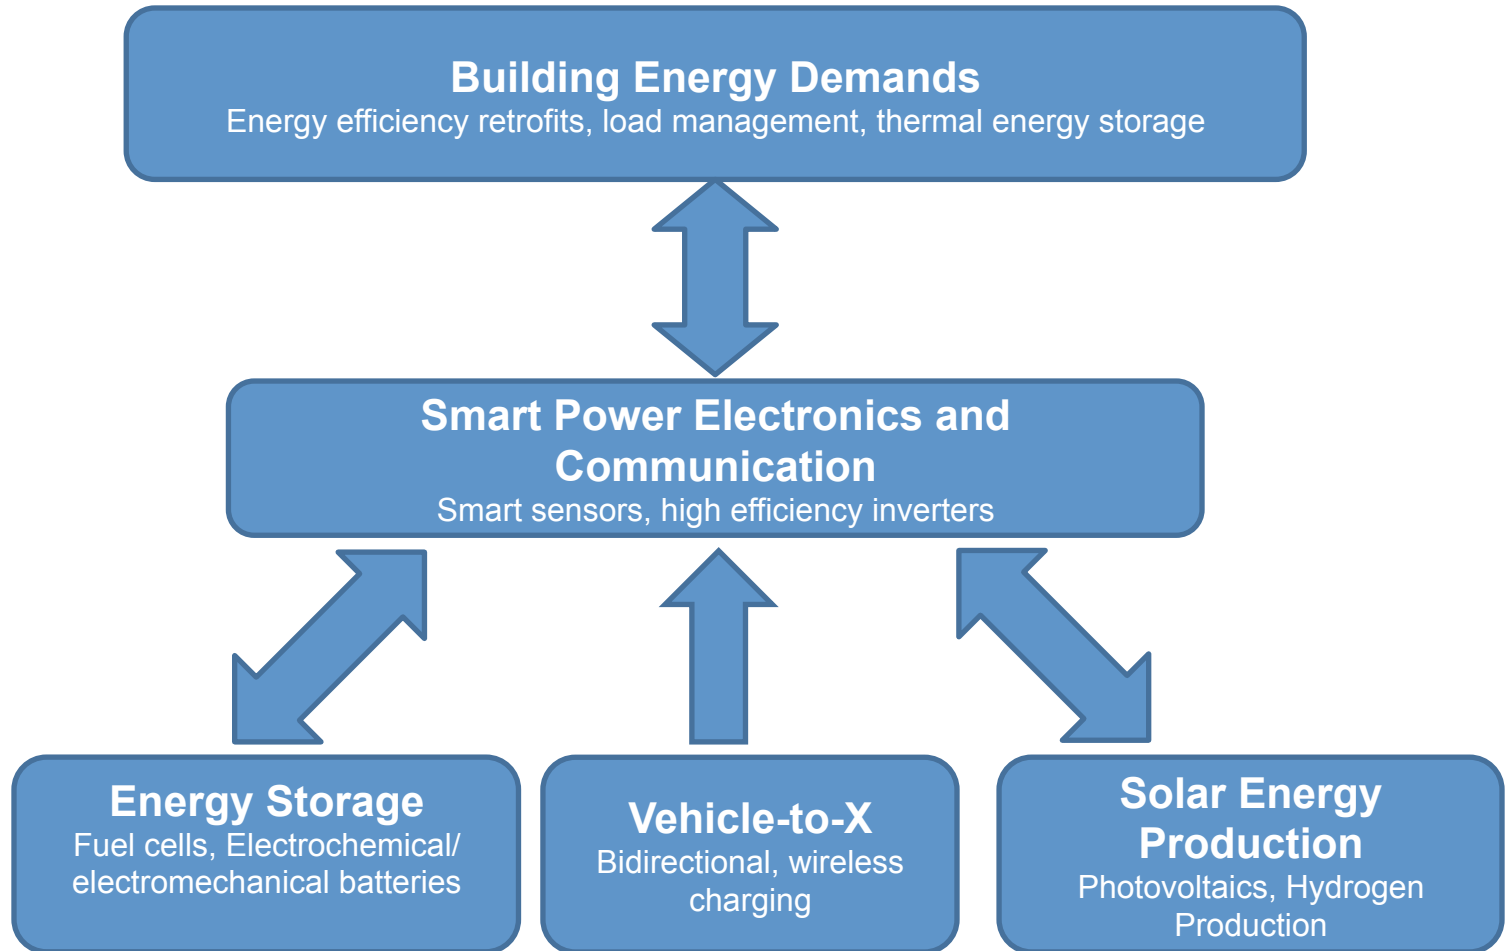 Building Energy Demands
Energy efficiency retrofits, load management, thermal energy storage
Smart Power Electronics and
Communication
Smart sensors, high efficiency inverters
Energy Storage
Fuel cells, Electrochemical/
electromechanical batteries
Vehicle-to-X
Bidirectional, wireless
charging
Solar Energy
Production
Photovoltaics, Hydrogen
Production